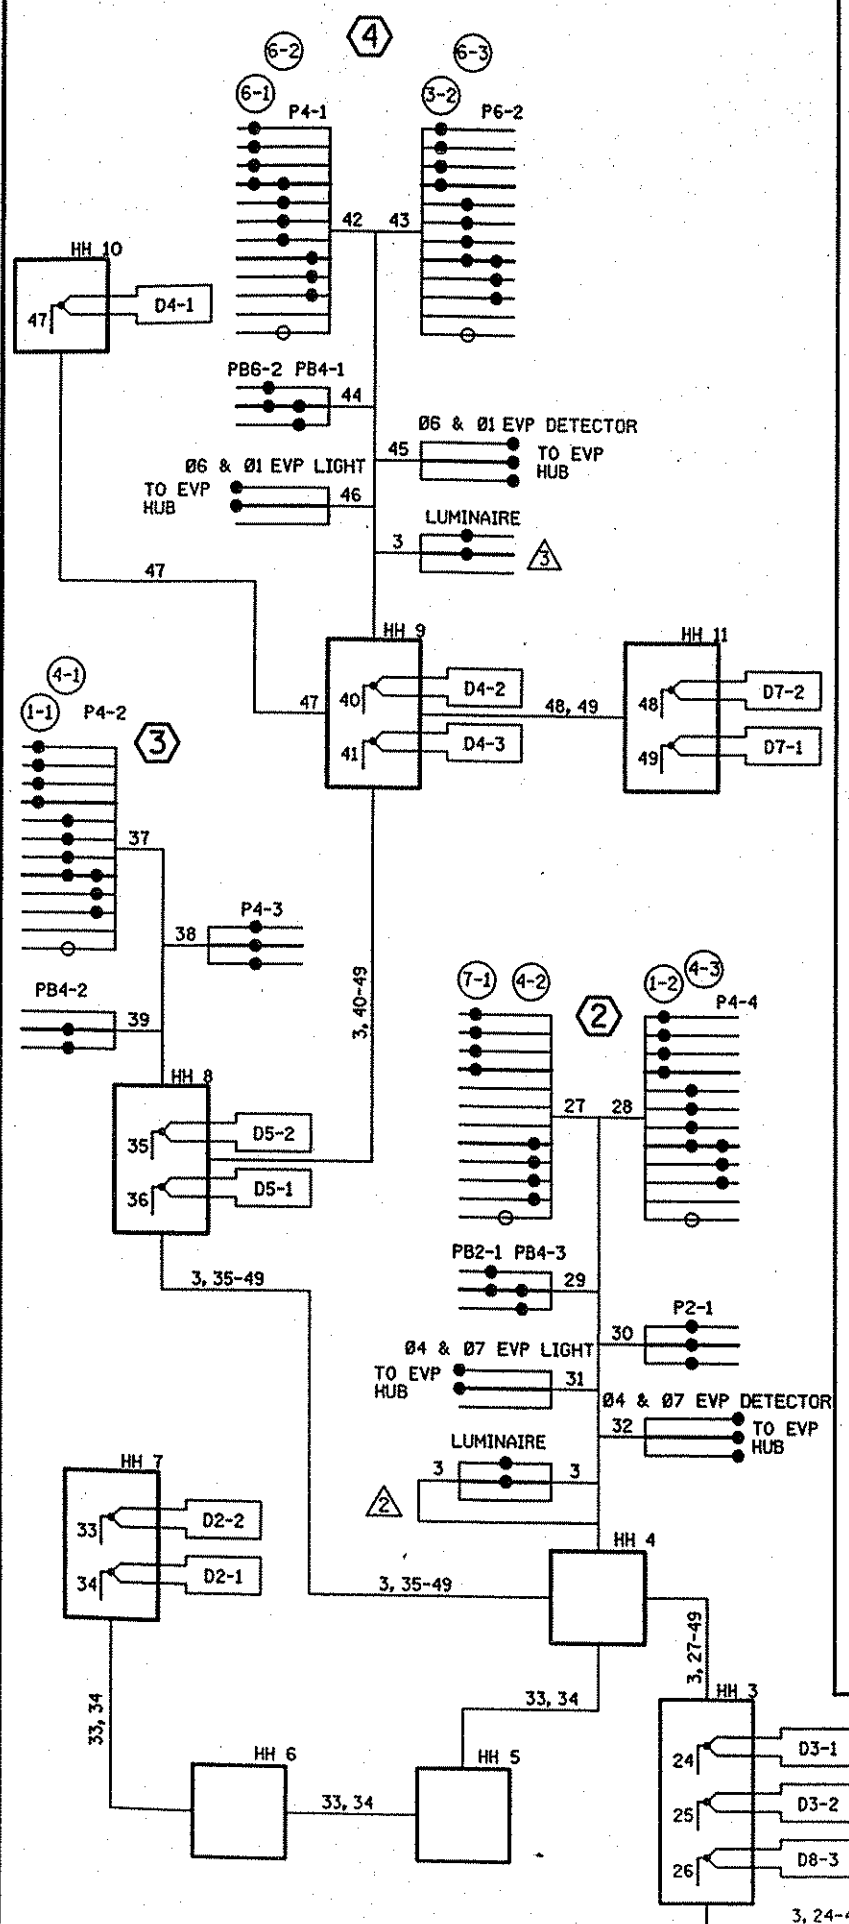 4
6-2
6-3
6-1
3-2
P4-1
P6-2
42
43
HH 10
47
D4-1
PB6-2 PB4-1
44
Ø6 & Ø1 EVP DETECTOR
45
TO EVP
HUB
Ø6 & Ø1 EVP LIGHT
TO EVP
HUB
46
LUMINAIRE
3
3
47
HH 9
HH 11
4-1
1-1
P4-2
3
47
40
D4-2
41
D4-3
48, 49
48
D7-2
49
D7-1
37
P4-3
38
PB4-2
39
3, 40-49
7-1
4-2
2
1-2
4-3
P4-4
27
28
HH 8
35
D5-2
36
D5-1
3, 35-49
PB2-1 PB4-3
29
P2-1
30
Ø4 & Ø7 EVP LIGHT
TO EVP
HUB
31
Ø4 & Ø7 EVP DETECTOR
32
TO EVP
HUB
LUMINAIRE
3
3
2
HH 7
33
D2-2
34
D2-1
HH 4
3, 35-49
3, 27-49
33, 34
33, 34
HH 3
24
D3-1
25
D3-2
26
D8-3
HH 6
HH 5
33, 34
3, 24-4